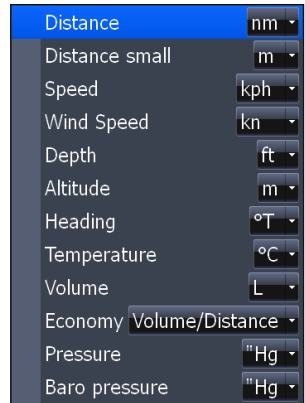 Distance nm
Distance small m
Speed kph
Wind Speed kn
Depth ft
Altitude m
Heading °T
Temperature °C
Volume L
Economy Volume/Distance
Pressure "Hg
Baro pressure "Hg